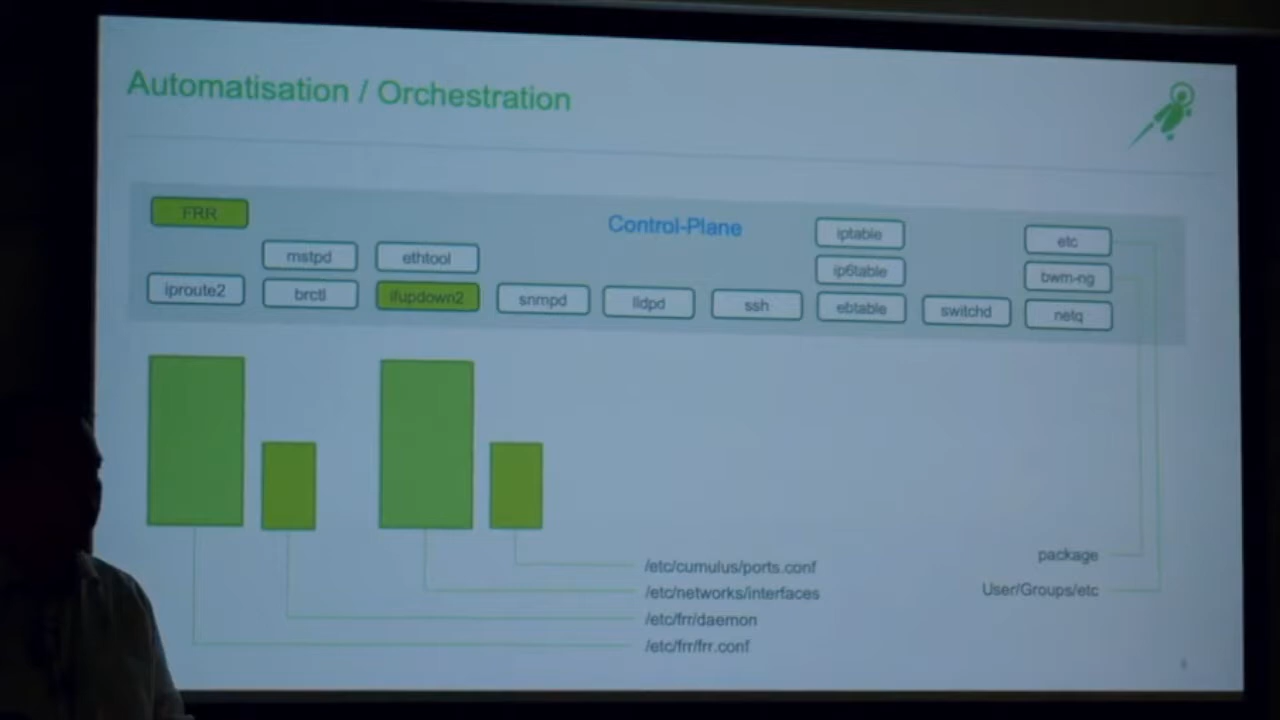 Automatisation / Orchestration
FRR
Control-Plane
iptable
etc
mstpd
ethtool
ip6table
bwm-ng
iproute2
brctl
ifupdown2
snmpd
lldpd
ssh
ebtable
switchd
netq
/etc/cumulus/ports.conf
package
/etc/networks/interfaces
User/Groups/etc
/etc/frr/daemon
/etc/frr/frr.conf